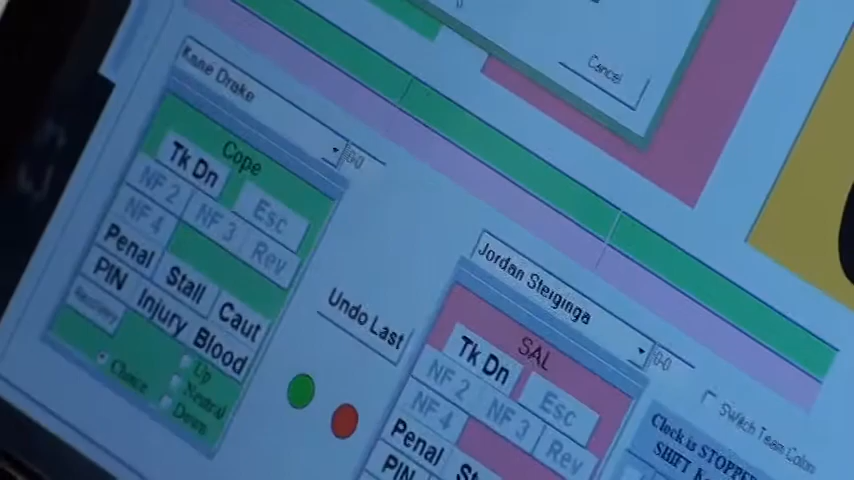 Cancel
Kane Drake
0-0
Cope
Tk Dn
Esc
NF 2
NF 3
Rev
NF 4
Penal
Stall
Caut
PIN
Injury
Blood
Choice
Up
Neutral
Down
Undo Last
Jordan Steiginga
0-0
SAL
Tk Dn
Esc
NF 2
NF 3
Rev
NF 4
Penal
PIN
Switch Team Colors
Clock is STOPPED